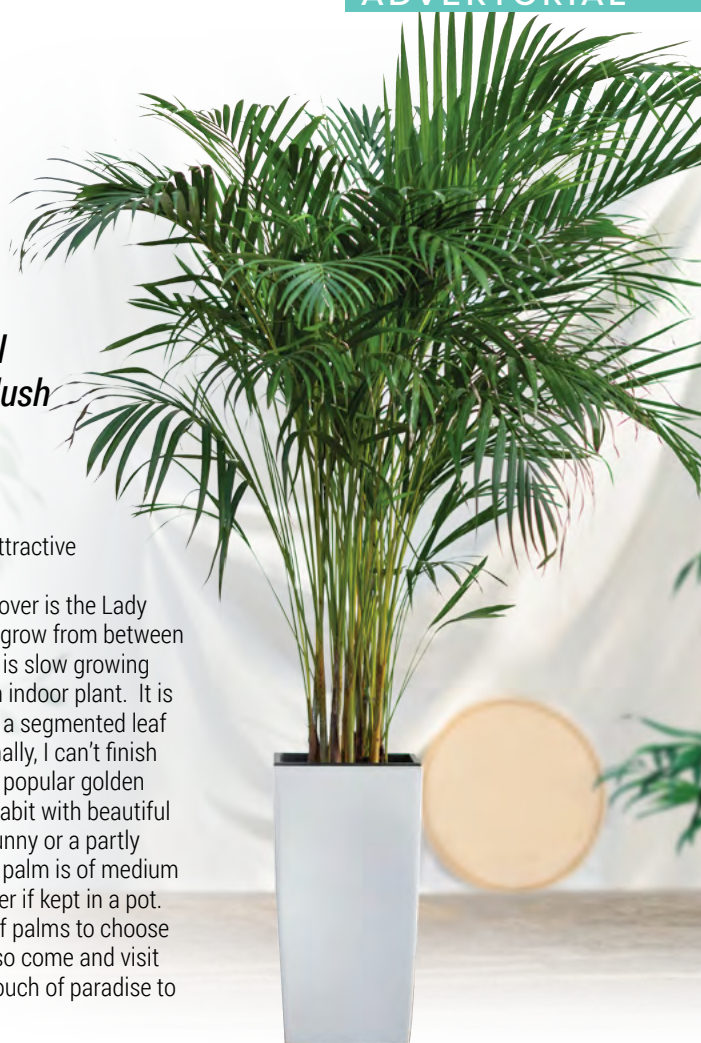 ADVERTORIAL
lush
ttractive
over is the Lady
grow from between
is slow growing
indoor plant. It is
a segmented leaf
ally, I can't finish
popular golden
abit with beautiful
unny or a partly
palm is of medium
er if kept in a pot.
of palms to choose
so come and visit
ouch of paradise to